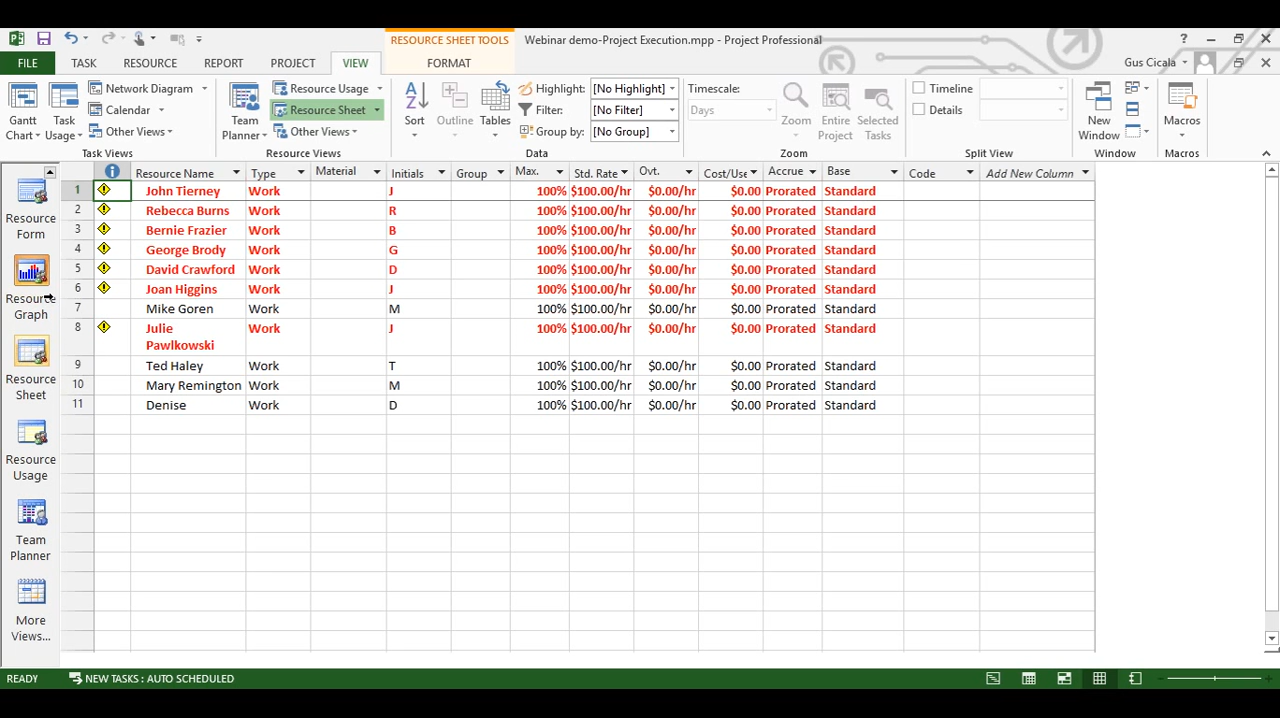 RESOURCE SHEET TOOLS
Webinar demo-Project Execution.mpp - Project Professional
?
FILE TASK RESOURCE REPORT PROJECT VIEW FORMAT Gus Cicala
Gantt Chart
Task Usage
Network Diagram
Calendar
Other Views
Task Views
Team Planner
Resource Usage
Resource Sheet
Other Views
Resource Views
Sort
Outline
Tables
Highlight: [No Highlight]
Filter: [No Filter]
Group by: [No Group]
Data
Timescale:
Days
Zoom
Entire Project
Selected Tasks
Zoom
Timeline
Details
Split View
New Window
Window
Macros
Macros
Resource Form
Resource Graph
Resource Sheet
Resource Usage
Team Planner
More Views...
Resource Name Type Material Initials Group Max. Std. Rate Ovt. Cost/Use Accrue Base Code Add New Column
1 John Tierney Work J 100% $100.00/hr $0.00/hr $0.00 Prorated Standard
2 Rebecca Burns Work R 100% $100.00/hr $0.00/hr $0.00 Prorated Standard
3 Bernie Frazier Work B 100% $100.00/hr $0.00/hr $0.00 Prorated Standard
4 George Brody Work G 100% $100.00/hr $0.00/hr $0.00 Prorated Standard
5 David Crawford Work D 100% $100.00/hr $0.00/hr $0.00 Prorated Standard
6 Joan Higgins Work J 100% $100.00/hr $0.00/hr $0.00 Prorated Standard
7 Mike Goren Work M 100% $100.00/hr $0.00/hr $0.00 Prorated Standard
8 Julie Work J 100% $100.00/hr $0.00/hr $0.00 Prorated Standard
Pawlkowski
9 Ted Haley Work T 100% $100.00/hr $0.00/hr $0.00 Prorated Standard
10 Mary Remington Work M 100% $100.00/hr $0.00/hr $0.00 Prorated Standard
11 Denise Work D 100% $100.00/hr $0.00/hr $0.00 Prorated Standard
READY NEW TASKS : AUTO SCHEDULED